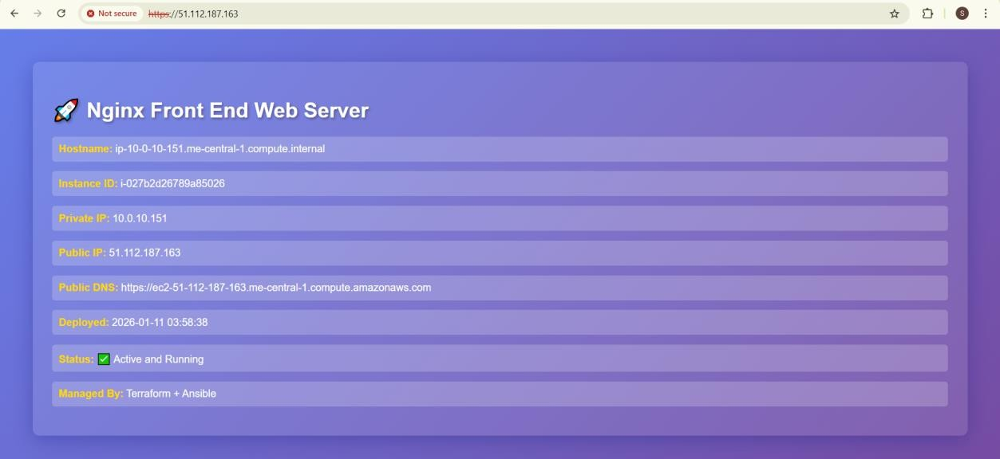 Not secure https://51.112.187.163
S
🚀 Nginx Front End Web Server
Hostname: ip-10-0-10-151.me-central-1.compute.internal
Instance ID: i-027b2d26789a85026
Private IP: 10.0.10.151
Public IP: 51.112.187.163
Public DNS: https://ec2-51-112-187-163.me-central-1.compute.amazonaws.com
Deployed: 2026-01-11 03:58:38
Status: ✅ Active and Running
Managed By: Terraform + Ansible